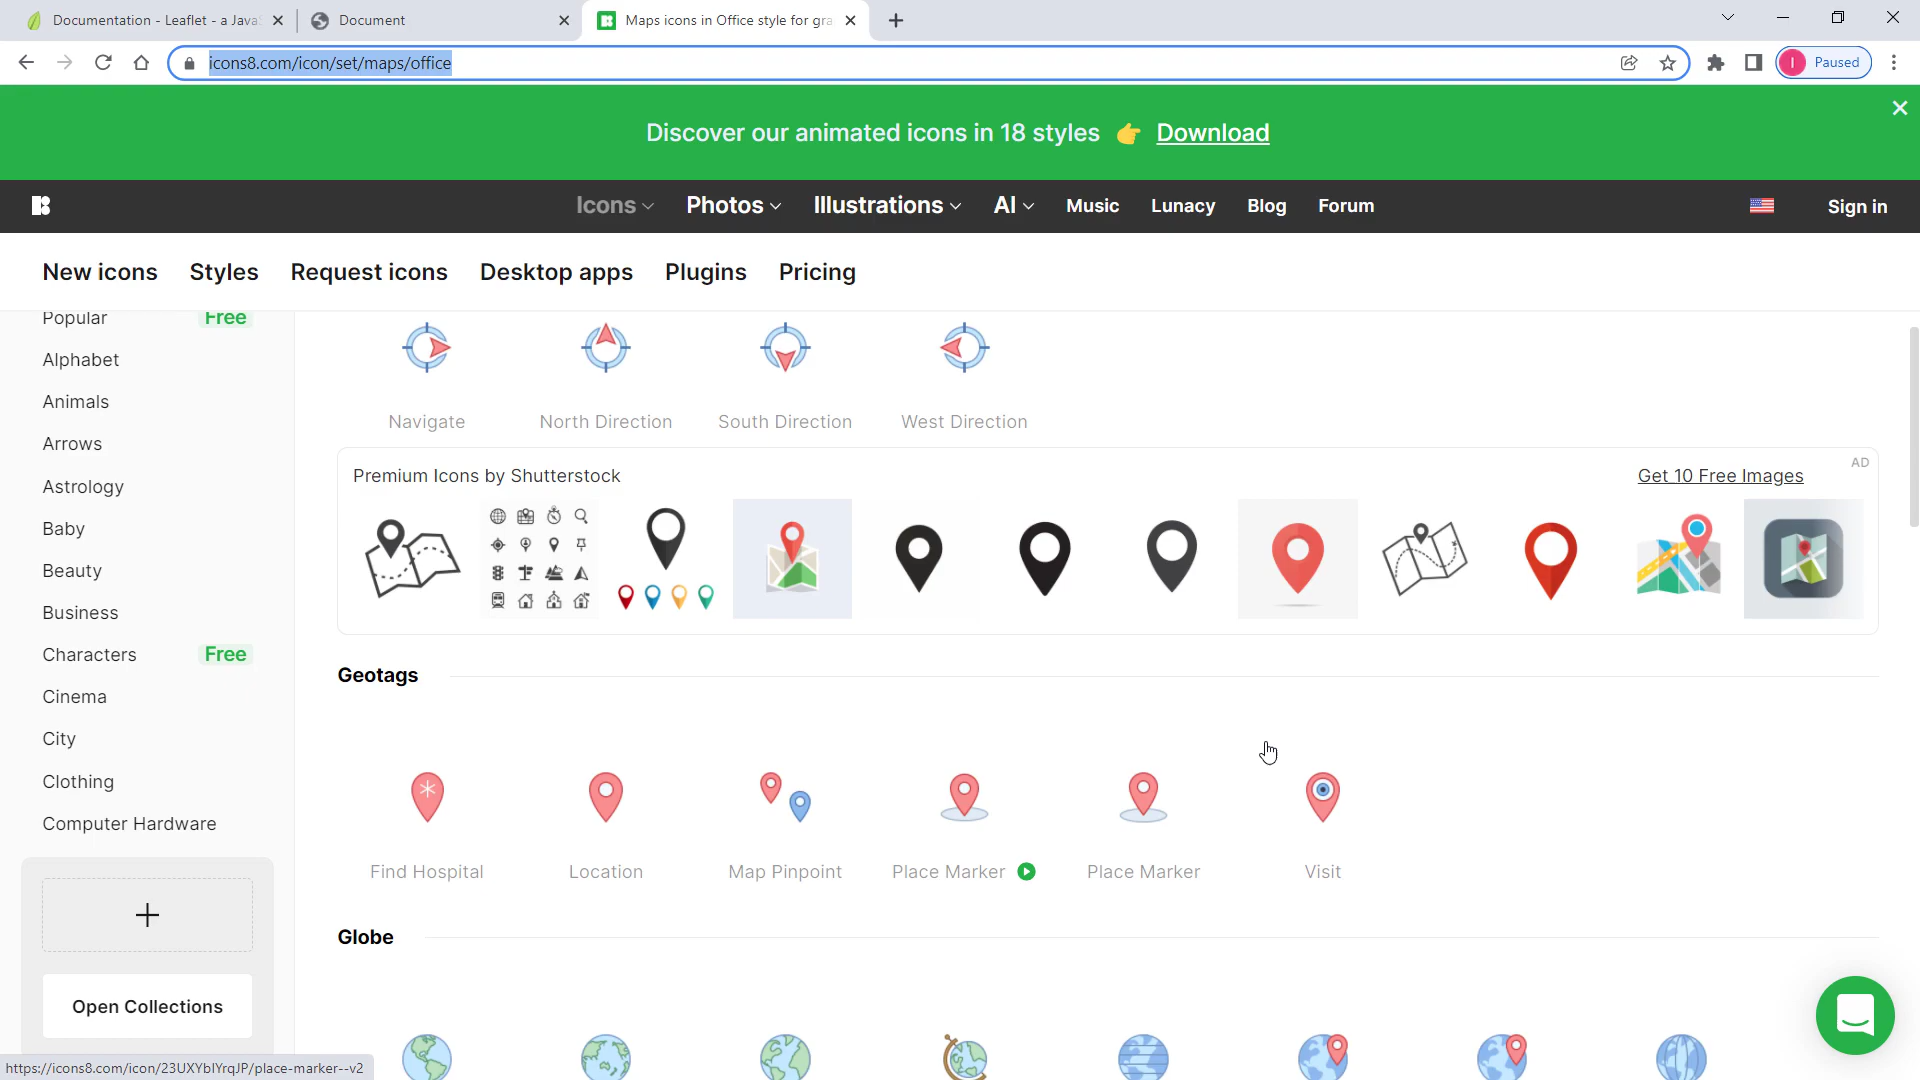 Documentation - Leaflet - a Java
Document
Maps icons in Office style for gra
icons8.com/icon/set/maps/office
I
Paused
Discover our animated icons in 18 styles 👉 Download
Icons
Photos
Illustrations
AI
Music
Lunacy
Blog
Forum
Sign in
New icons
Styles
Request icons
Desktop apps
Plugins
Pricing
Popular
Free
Alphabet
Animals
Arrows
Astrology
Baby
Beauty
Business
Characters
Free
Cinema
City
Clothing
Computer Hardware
Open Collections
Navigate
North Direction
South Direction
West Direction
Premium Icons by Shutterstock
Get 10 Free Images
AD
Geotags
Find Hospital
Location
Map Pinpoint
Place Marker
Place Marker
Visit
Globe
https://icons8.com/icon/23UXYbIYrqJP/place-marker--v2